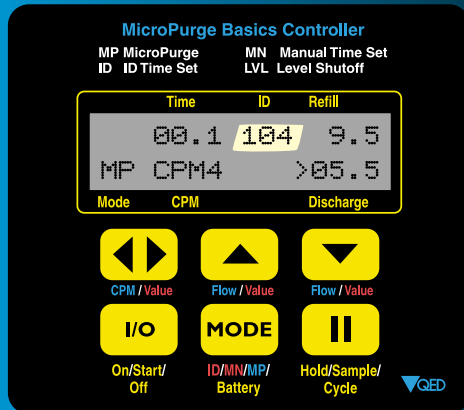 MicroPurge Basics Controller
MP MicroPurge MN Manual Time Set
ID ID Time Set LVL Level Shutoff
Time ID Refill
00.1 104 9.5
MP CPM4 >05.5
Mode CPM Discharge
CPM / Value Flow / Value Flow / Value
I/O MODE
On/Start/ ID/MN/MP/ Hold/Sample/
Off Battery Cycle
QED